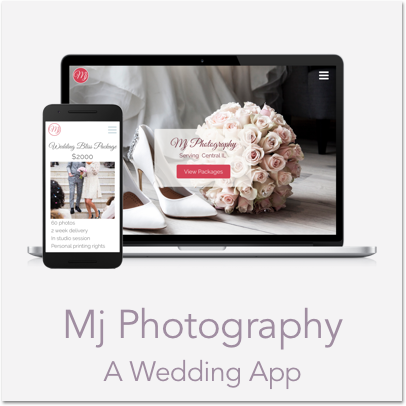 Mj
Mj Photography
Serving Central IL
View Packages
Mj
Wedding Bliss Package
$2000
60 photos
2 week delivery
In studio session
Personal printing rights
Mj Photography
A Wedding App